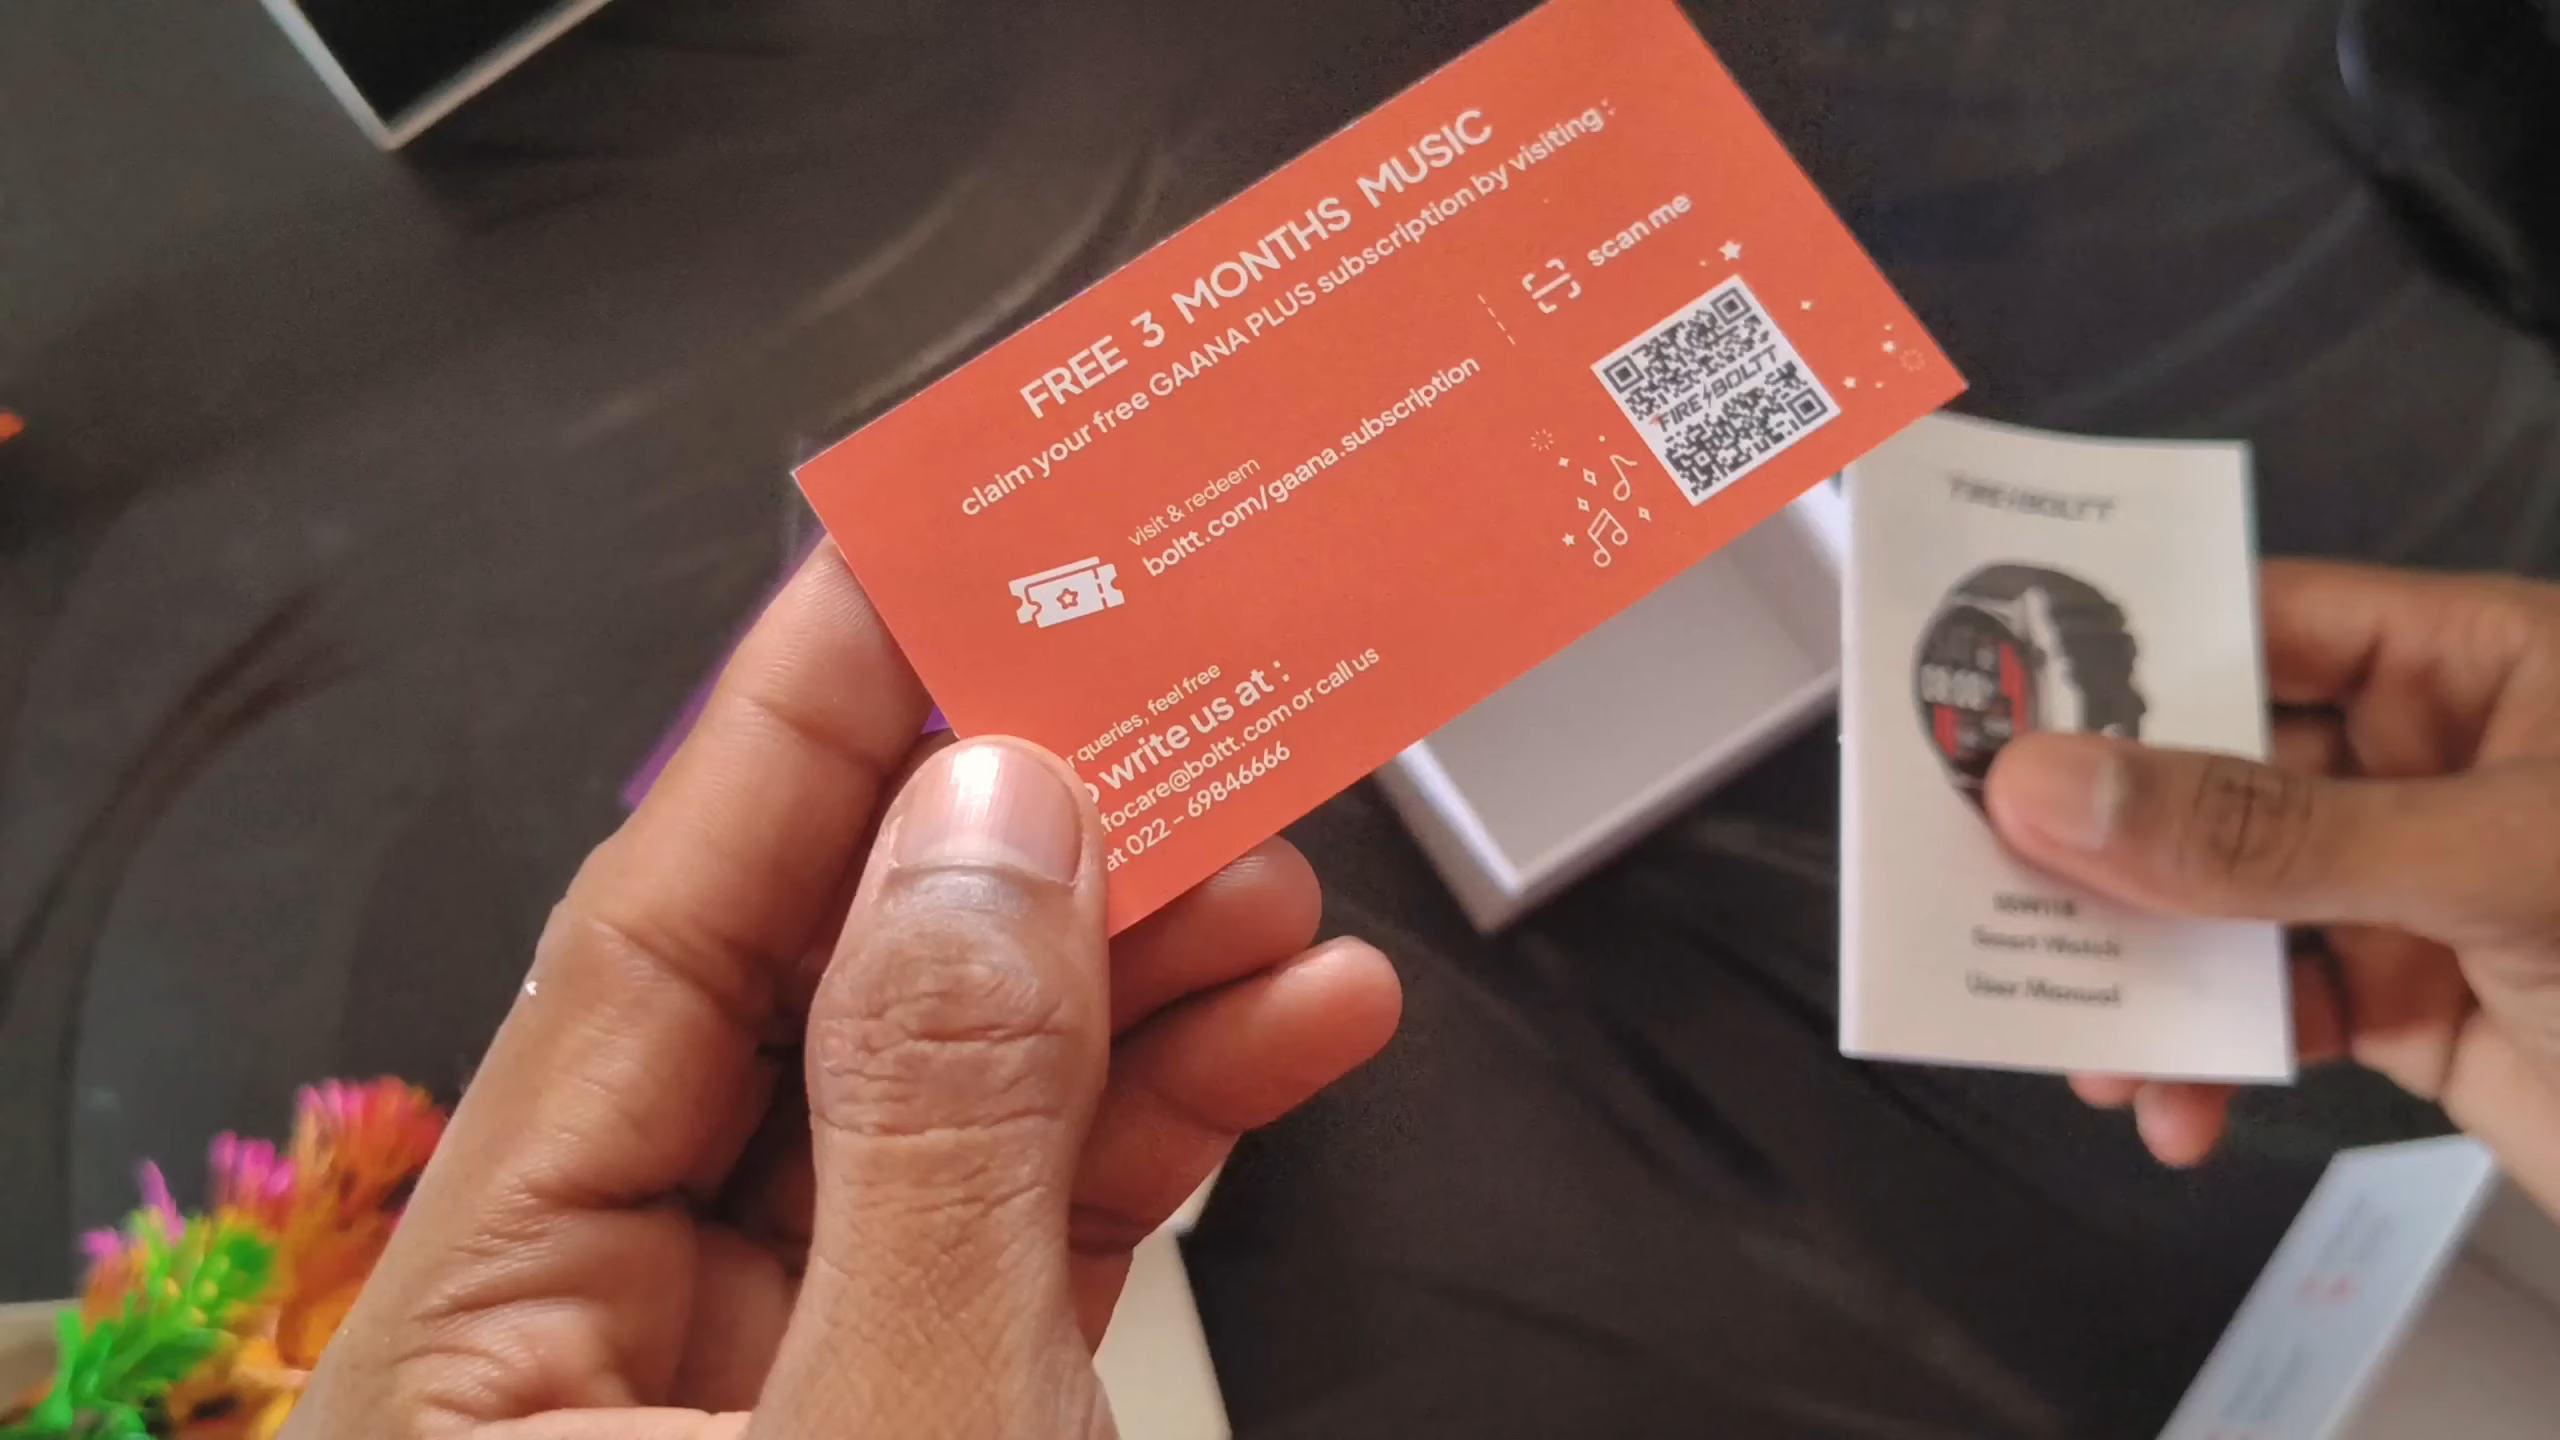 FREE 3 MONTHS MUSIC
claim your free GAANA PLUS subscription by visiting :
visit & redeem
boltt.com/gaana.subscription
scan me
FIRE BOLTT
queries, feel free
write us at :
focare@boltt.com or call us
at 022 - 69846666
FIRE BOLTT
Smart Watch
User Manual